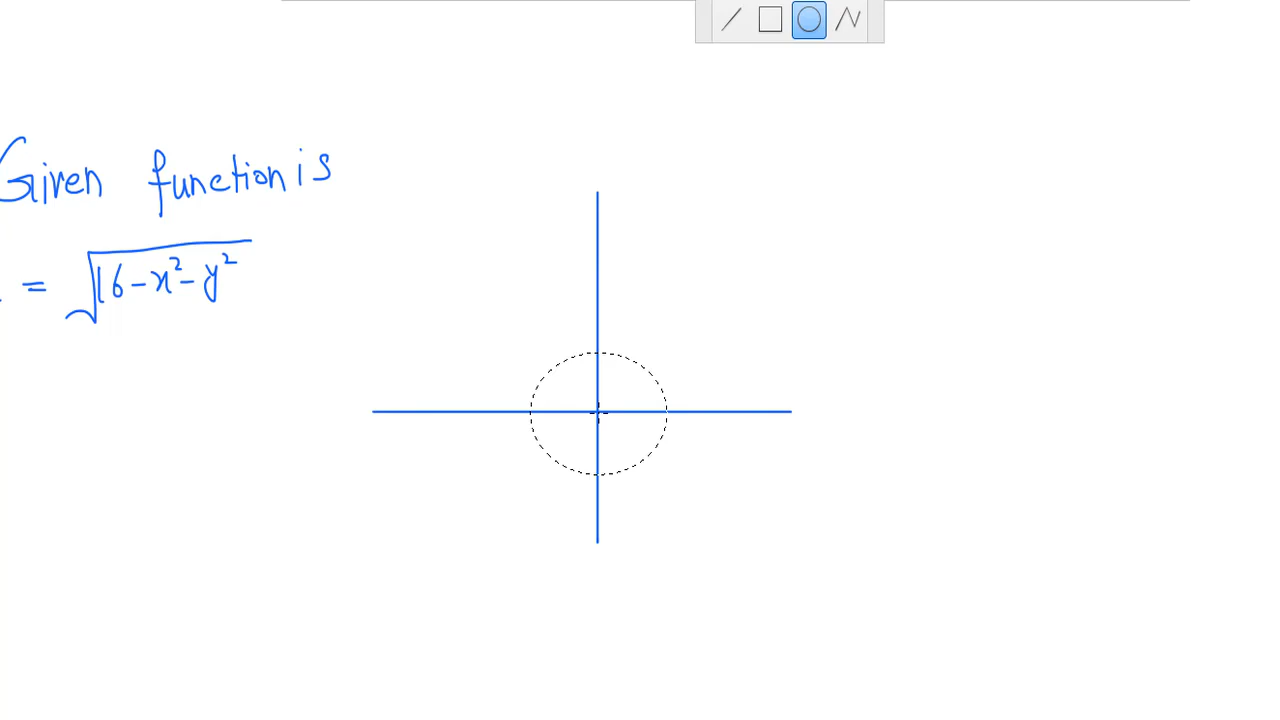 Given function is
= √16-x²-y²